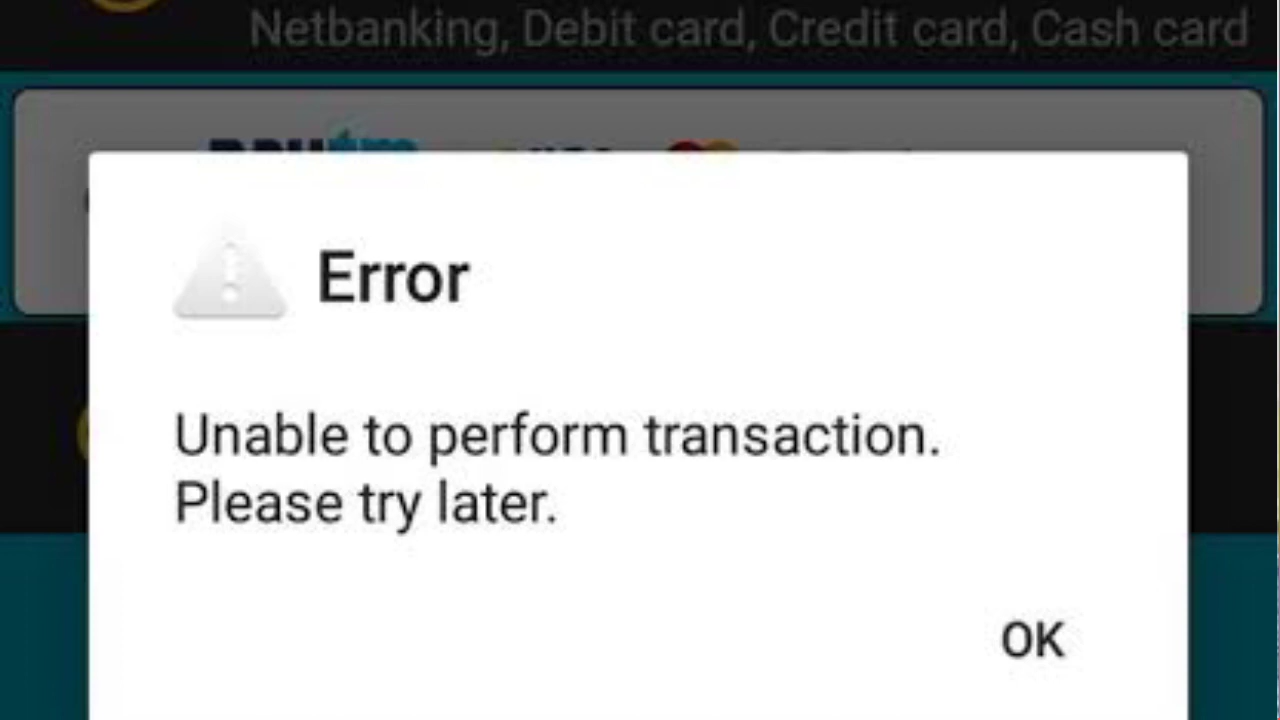 Netbanking, Debit card, Credit card, Cash card
Error
Unable to perform transaction.
Please try later.
OK